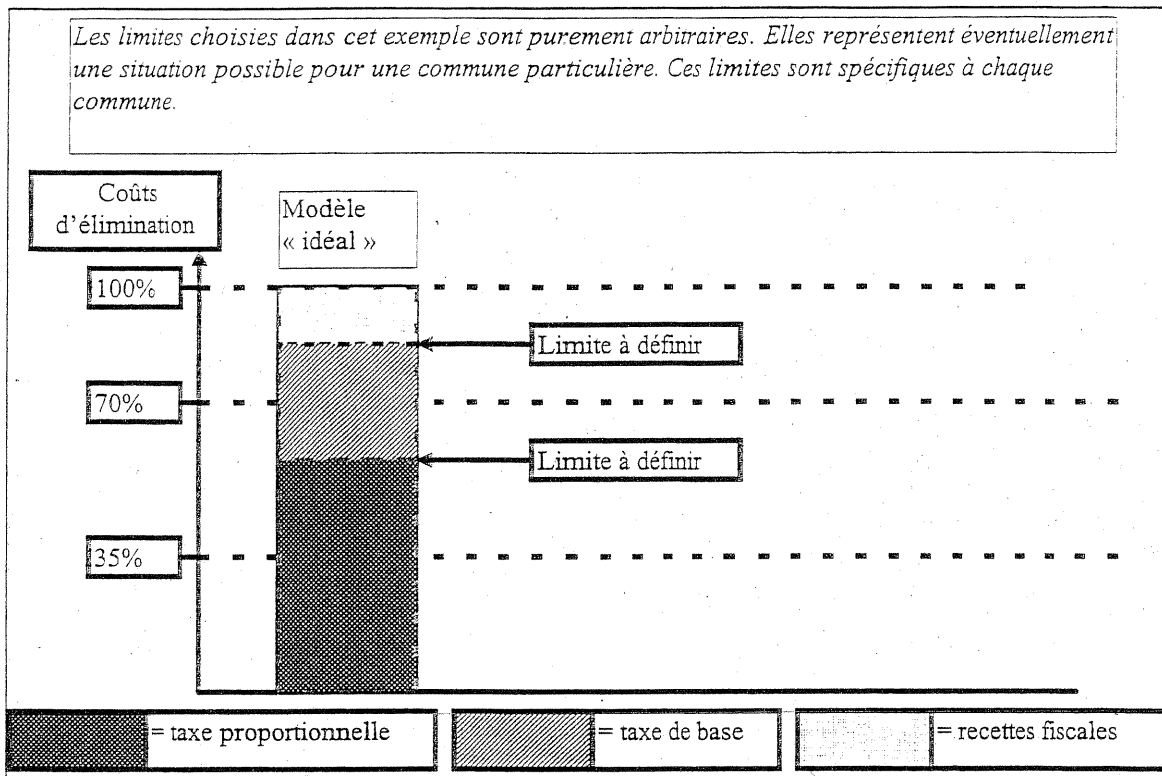 Les limites choisies dans cet exemple sont purement arbitraires. Elles représentent éventuellement
une situation possible pour une commune particulière. Ces limites sont spécifiques à chaque
commune.
Coûts
d'élimination
Modèle
« idéal »
100%
Limite à définir
70%
Limite à définir
35%
= taxe proportionnelle
= taxe de base
= recettes fiscales